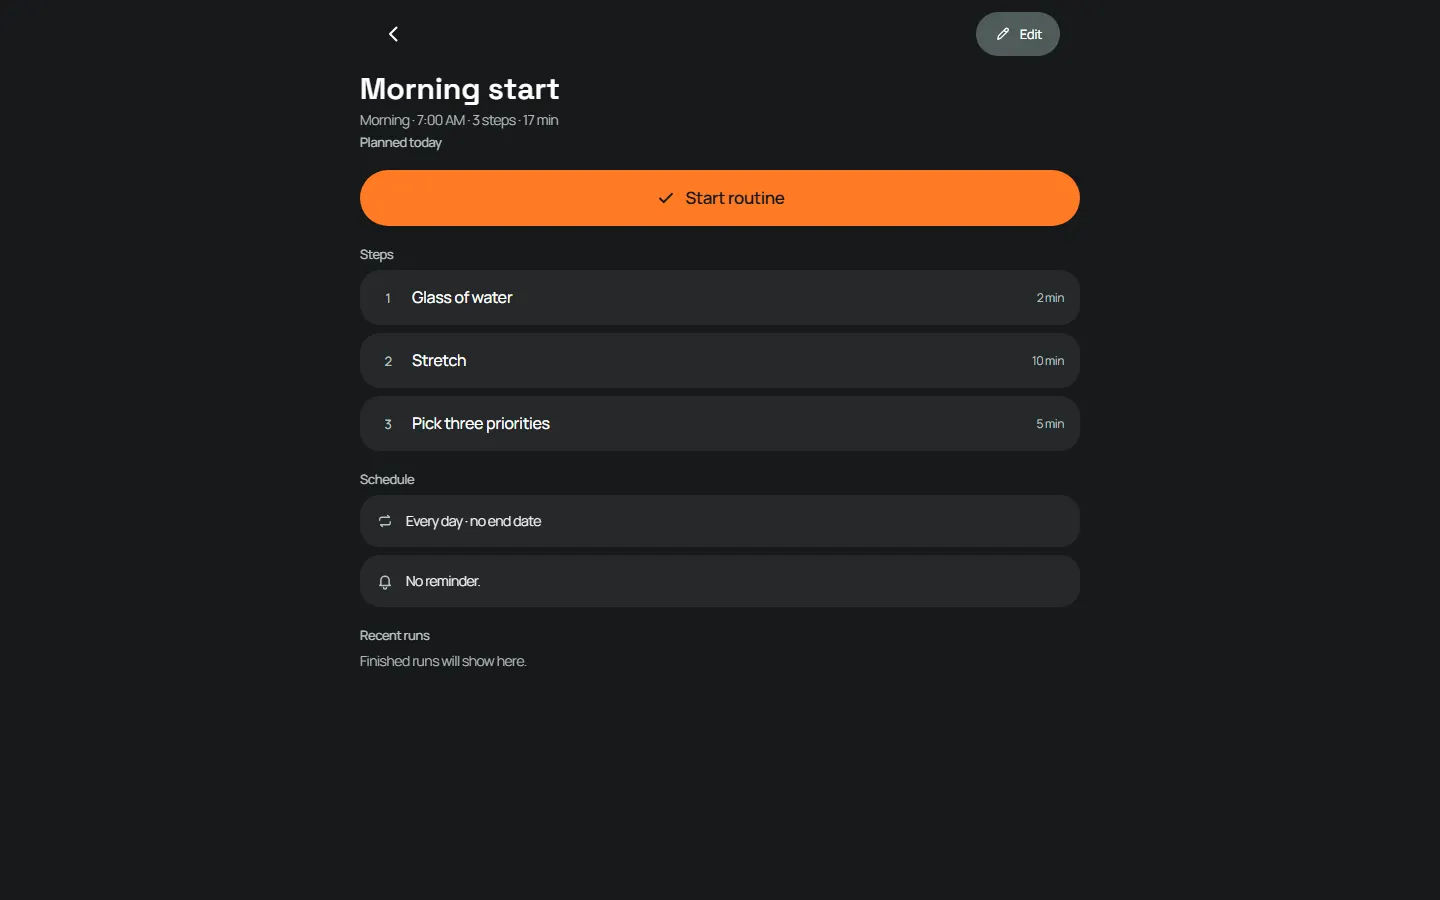 Edit
Morning start
Morning · 7:00 AM · 3 steps · 17 min
Planned today
Start routine
Steps
1 Glass of water 2 min
2 Stretch 10 min
3 Pick three priorities 5 min
Schedule
Every day · no end date
No reminder.
Recent runs
Finished runs will show here.